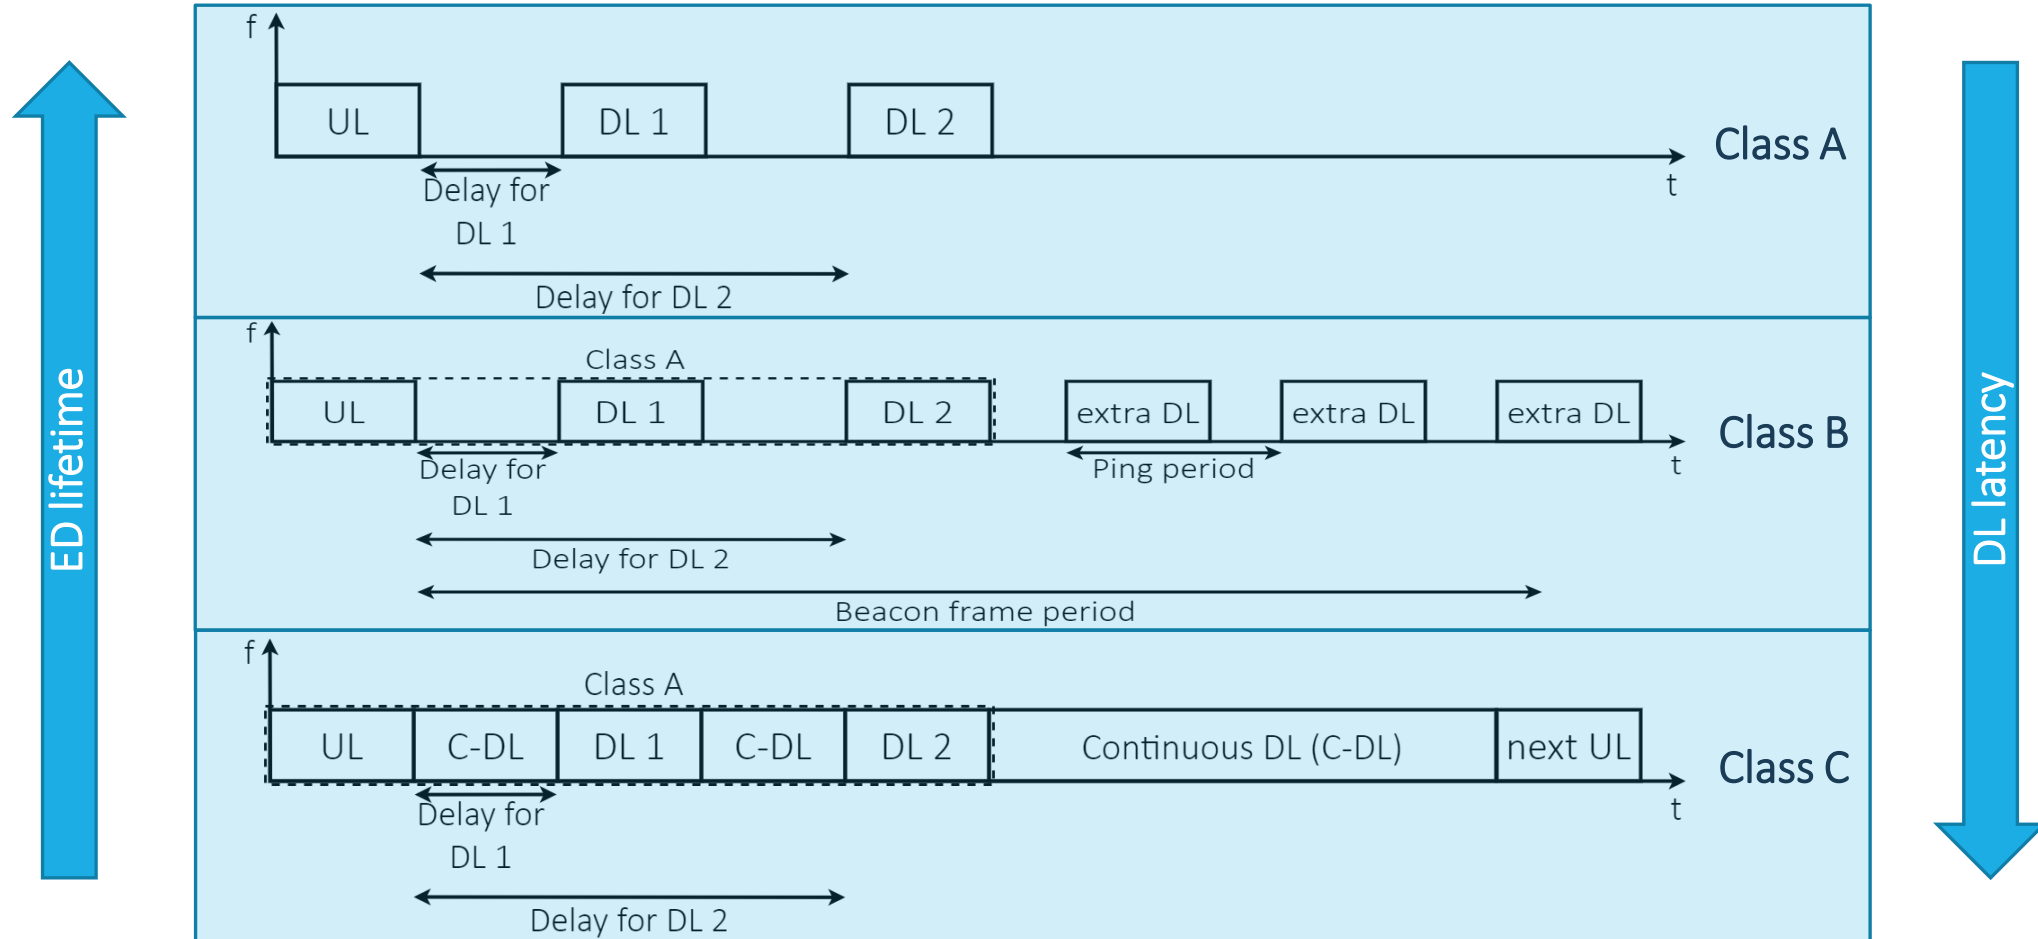 f
UL
DL 1
DL 2
Class A
t
Delay for
DL 1
Delay for DL 2
f
Class A
UL
DL 1
DL 2
extra DL
extra DL
extra DL
Class B
t
Delay for
DL 1
Ping period
Delay for DL 2
Beacon frame period
f
Class A
UL
C-DL
DL 1
C-DL
DL 2
Continuous DL (C-DL)
next UL
Class C
t
Delay for
DL 1
Delay for DL 2
ED lifetime
DL latency